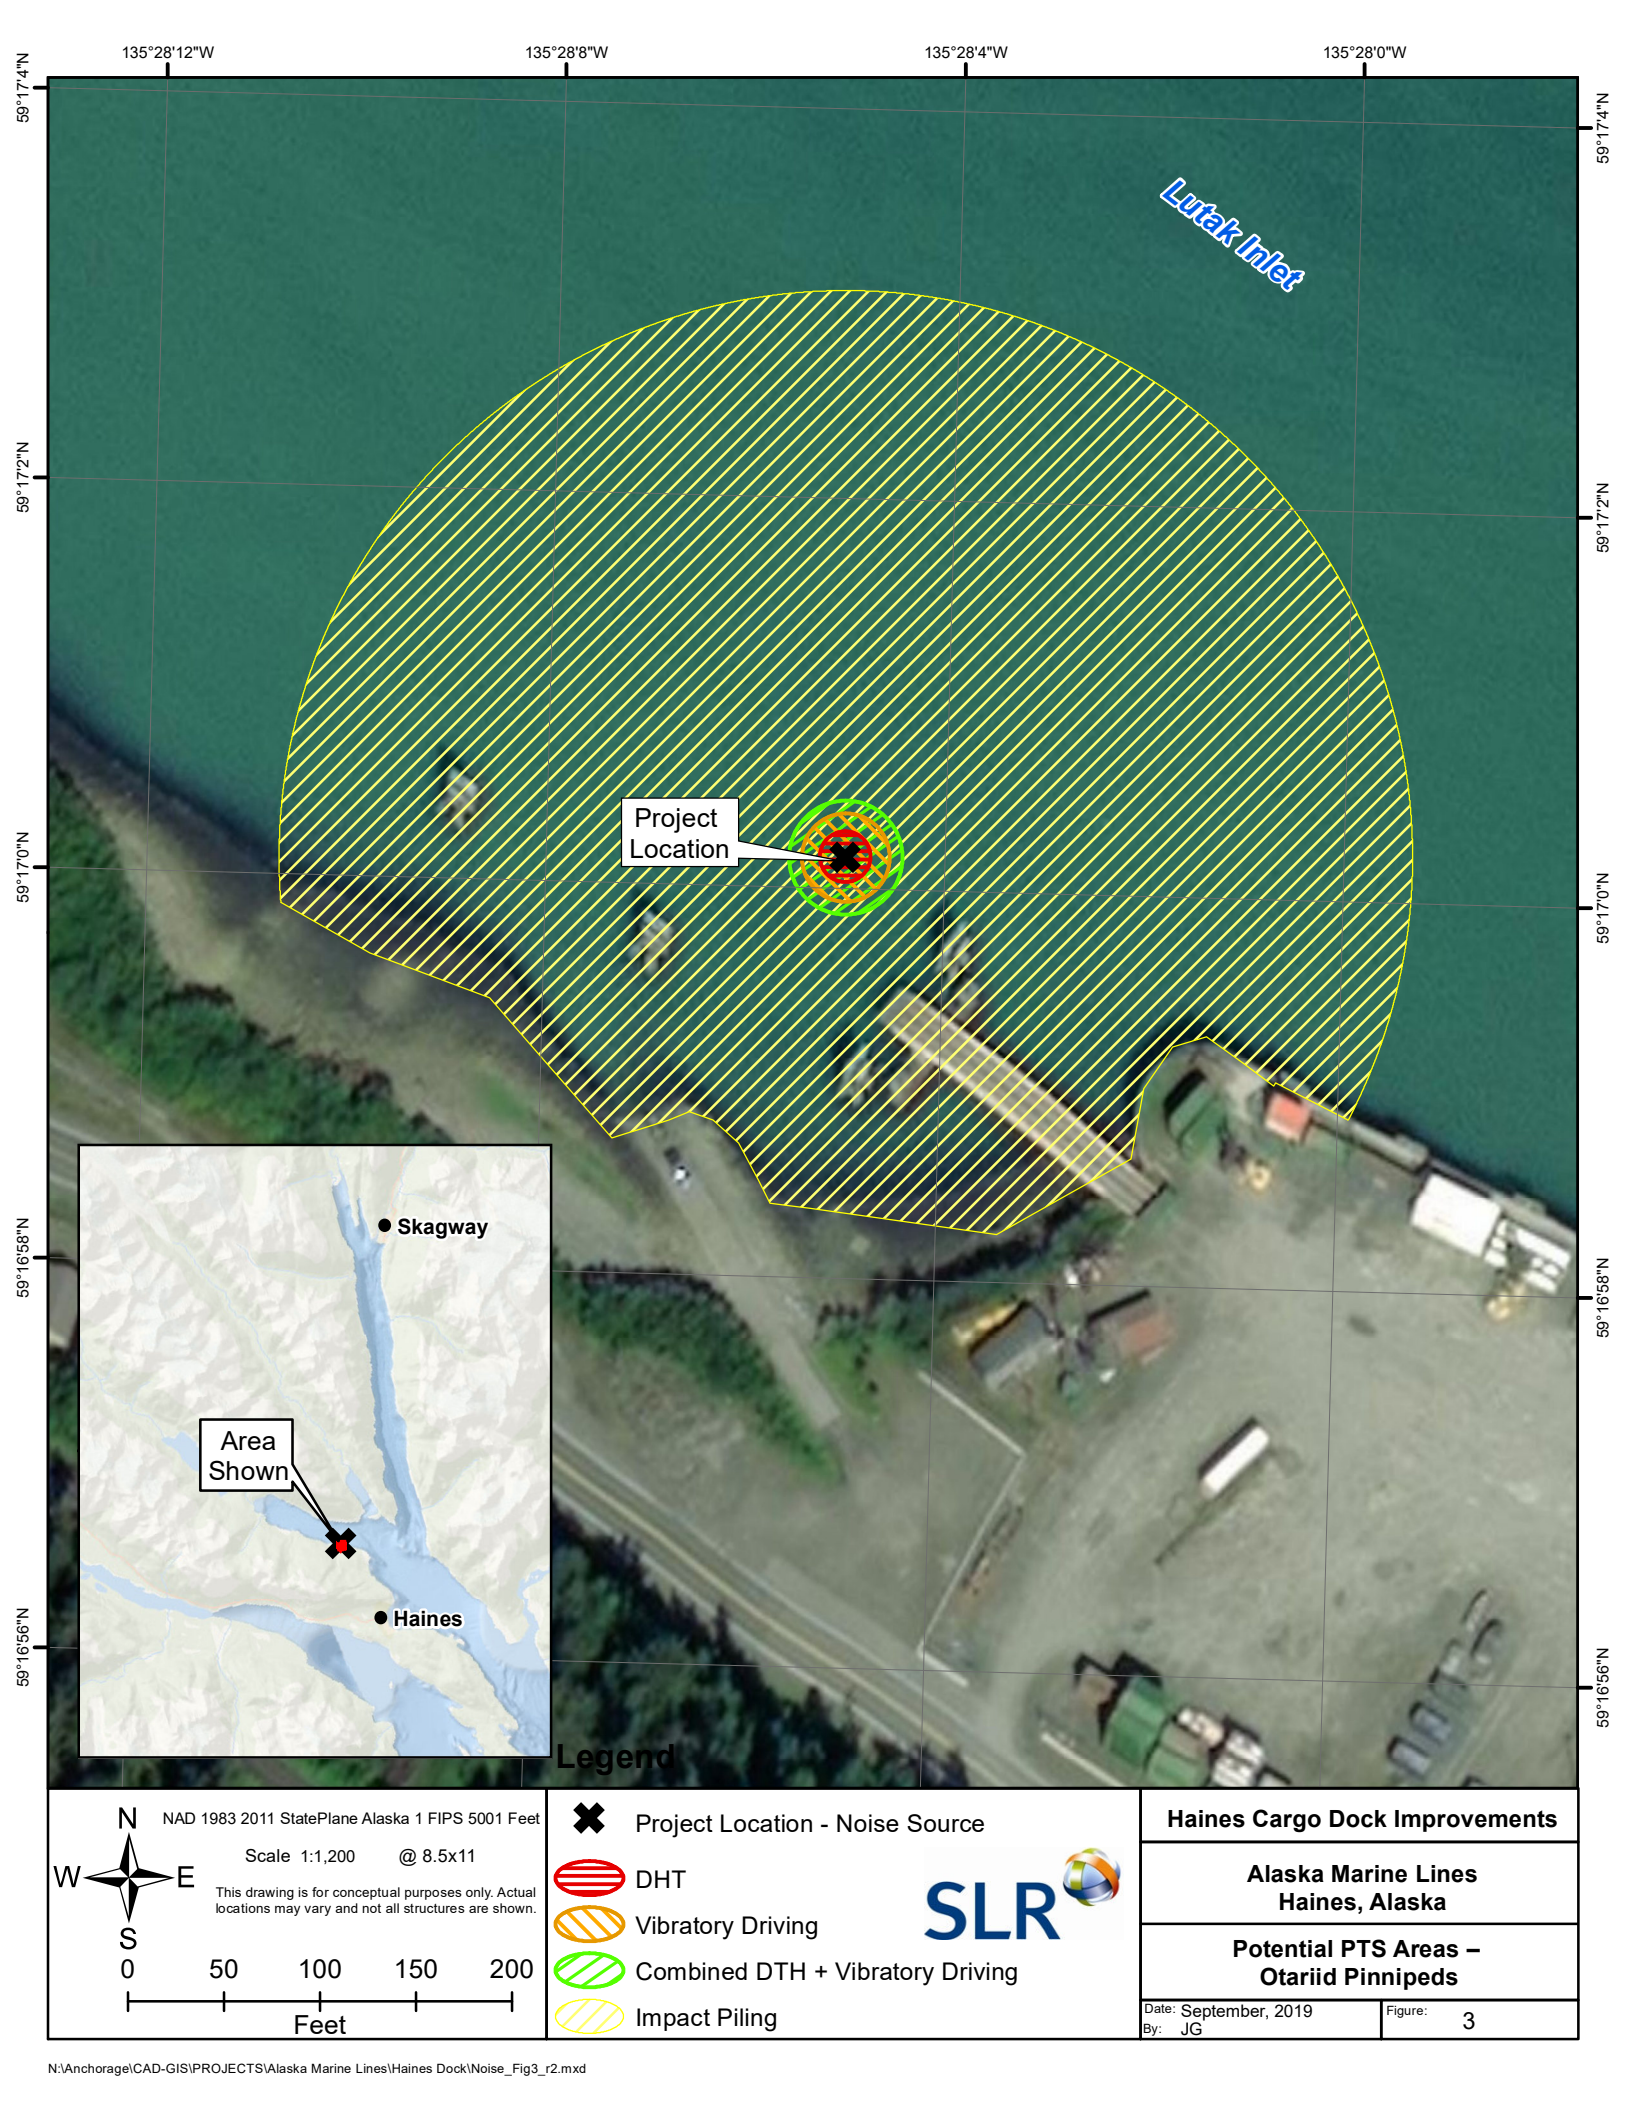 135°28'12"W
135°28'8"W
135°28'4"W
135°28'0"W
59°17'4"N
59°17'4"N
Lutak Inlet
59°17'2"N
59°17'2"N
Project
Location
59°17'0"N
59°17'0"N
59°16'58"N
59°16'58"N
Skagway
Area
Shown
Haines
59°16'56"N
59°16'56"N
Legend
N
W
E
S
NAD 1983 2011 StatePlane Alaska 1 FIPS 5001 Feet
Scale 1:1,200 @ 8.5x11
This drawing is for conceptual purposes only. Actual
locations may vary and not all structures are shown.
0 50 100 150 200
Feet
Project Location - Noise Source
DHT
Vibratory Driving
Combined DTH + Vibratory Driving
Impact Piling
SLR
Haines Cargo Dock Improvements
Alaska Marine Lines
Haines, Alaska
Potential PTS Areas –
Otariid Pinnipeds
Date: September, 2019
By: JG
Figure: 3
N:\Anchorage\CAD-GIS\PROJECTS\Alaska Marine Lines\Haines Dock\Noise_Fig3_r2.mxd